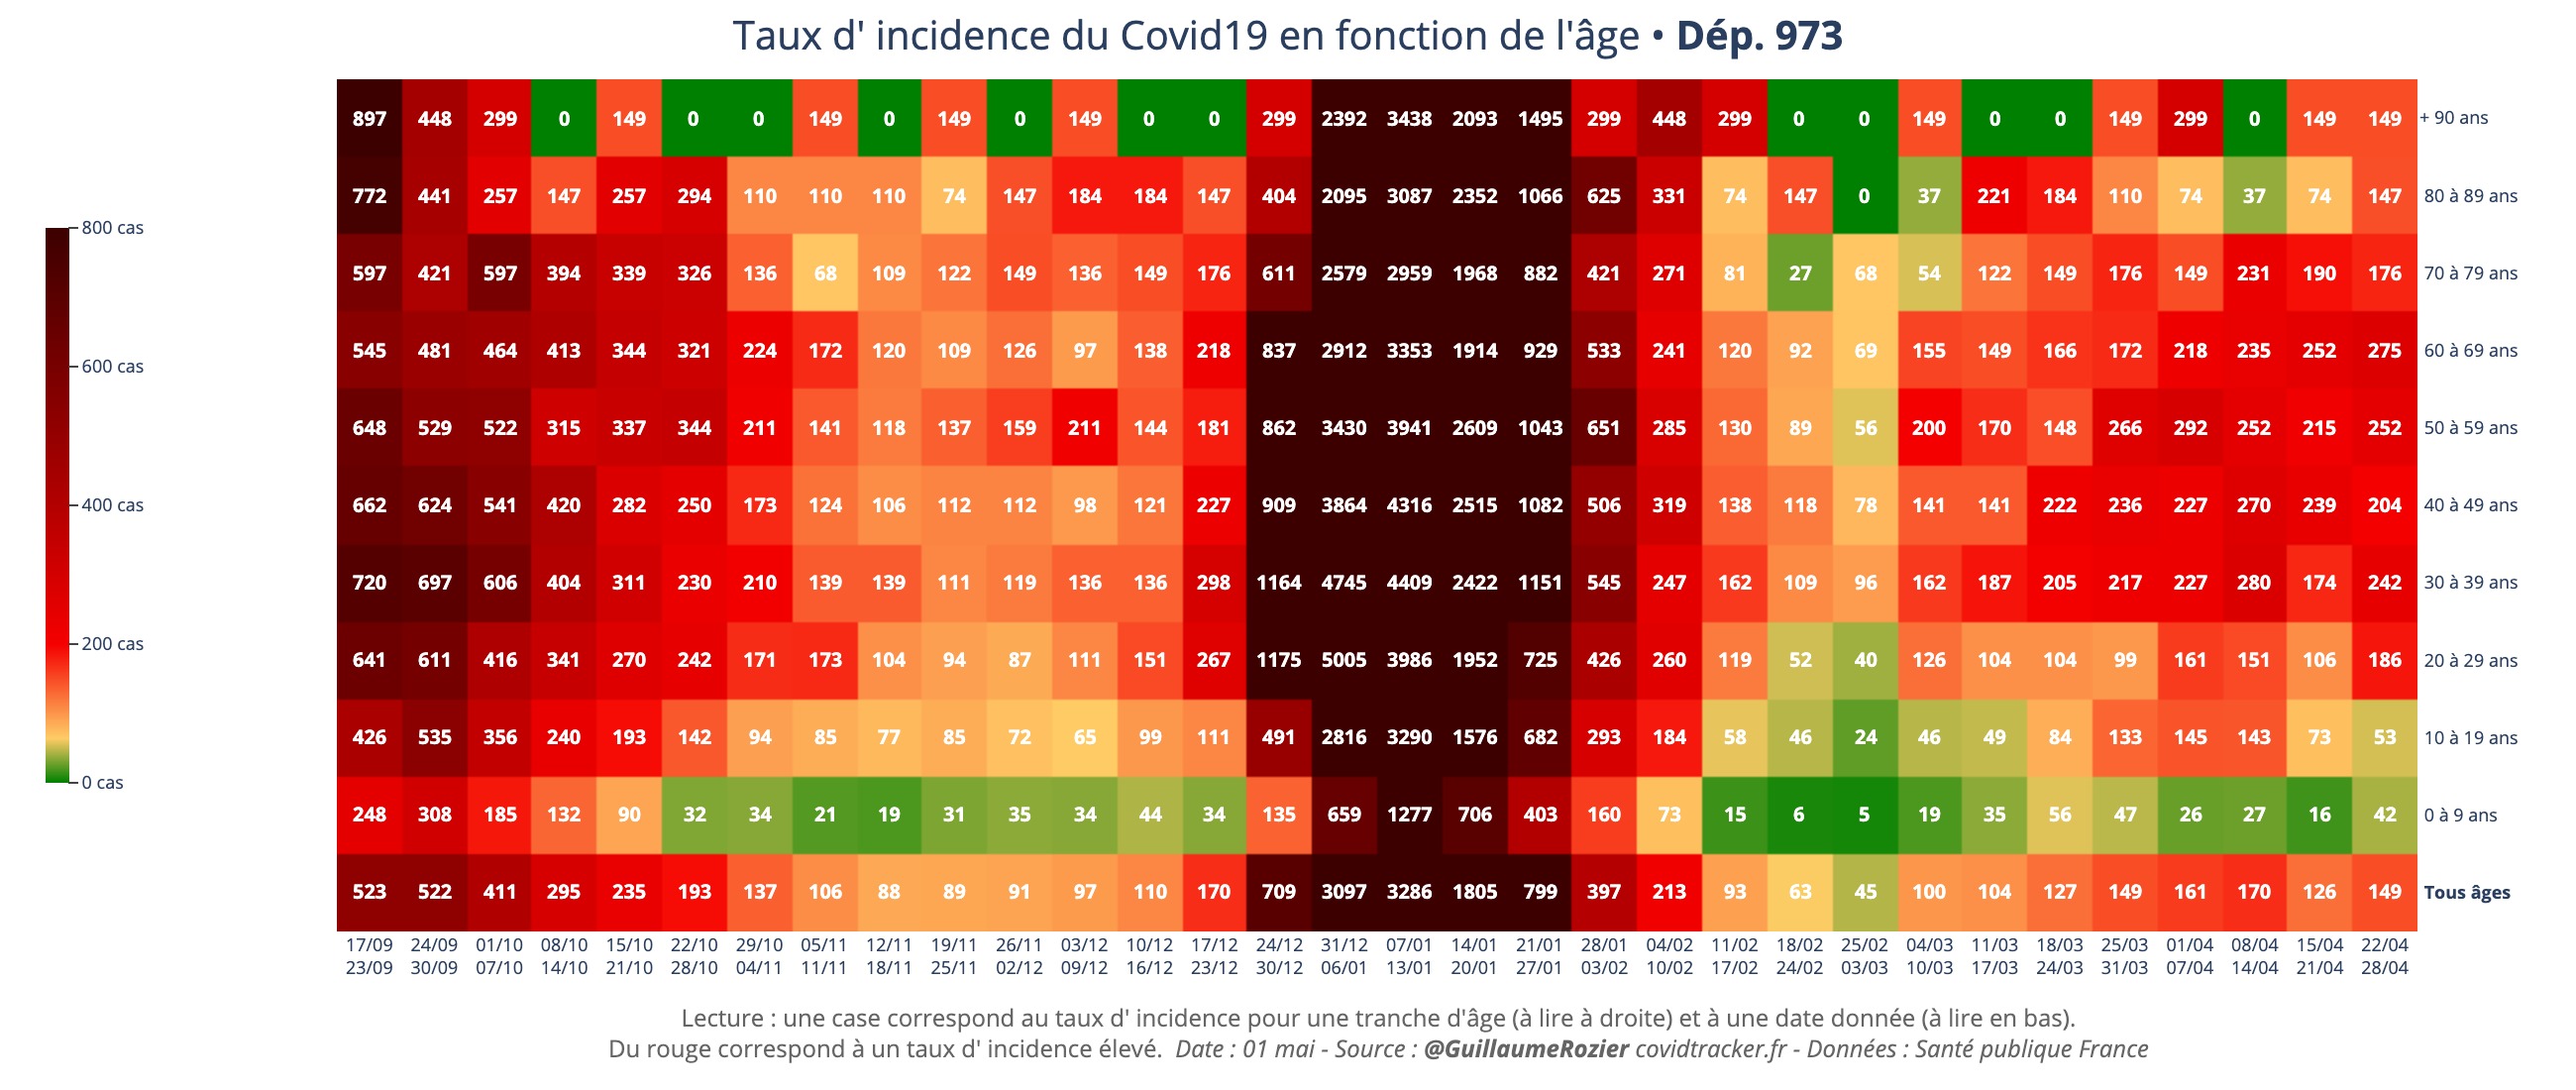 Taux d' incidence du Covid19 en fonction de l'âge • Dép. 973
800 cas
600 cas
400 cas
200 cas
0 cas
897 448 299 0 149 0 0 149 0 149 0 149 0 0 299 2392 3438 2093 1495 299 448 299 0 0 149 0 0 149 299 0 149 149 + 90 ans
772 441 257 147 257 294 110 110 110 74 147 184 184 147 404 2095 3087 2352 1066 625 331 74 147 0 37 221 184 110 74 37 74 147 80 à 89 ans
597 421 597 394 339 326 136 68 109 122 149 136 149 176 611 2579 2959 1968 882 421 271 81 27 68 54 122 149 176 149 231 190 176 70 à 79 ans
545 481 464 413 344 321 224 172 120 109 126 97 138 218 837 2912 3353 1914 929 533 241 120 92 69 155 149 166 172 218 235 252 275 60 à 69 ans
648 529 522 315 337 344 211 141 118 137 159 211 144 181 862 3430 3941 2609 1043 651 285 130 89 56 200 170 148 266 292 252 215 252 50 à 59 ans
662 624 541 420 282 250 173 124 106 112 112 98 121 227 909 3864 4316 2515 1082 506 319 138 118 78 141 141 222 236 227 270 239 204 40 à 49 ans
720 697 606 404 311 230 210 139 139 111 119 136 136 298 1164 4745 4409 2422 1151 545 247 162 109 96 162 187 205 217 227 280 174 242 30 à 39 ans
641 611 416 341 270 242 171 173 104 94 87 111 151 267 1175 5005 3986 1952 725 426 260 119 52 40 126 104 104 99 161 151 106 186 20 à 29 ans
426 535 356 240 193 142 94 85 77 85 72 65 99 111 491 2816 3290 1576 682 293 184 58 46 24 46 49 84 133 145 143 73 53 10 à 19 ans
248 308 185 132 90 32 34 21 19 31 35 34 44 34 135 659 1277 706 403 160 73 15 6 5 19 35 56 47 26 27 16 42 0 à 9 ans
523 522 411 295 235 193 137 106 88 89 91 97 110 170 709 3097 3286 1805 799 397 213 93 63 45 100 104 127 149 161 170 126 149 Tous âges
17/09 24/09 01/10 08/10 15/10 22/10 29/10 05/11 12/11 19/11 26/11 03/12 10/12 17/12 24/12 31/12 07/01 14/01 21/01 28/01 04/02 11/02 18/02 25/02 04/03 11/03 18/03 25/03 01/04 08/04 15/04 22/04
23/09 30/09 07/10 14/10 21/10 28/10 04/11 11/11 18/11 25/11 02/12 09/12 16/12 23/12 30/12 06/01 13/01 20/01 27/01 03/02 10/02 17/02 24/02 03/03 10/03 17/03 24/03 31/03 07/04 14/04 21/04 28/04
Lecture : une case correspond au taux d' incidence pour une tranche d'âge (à lire à droite) et à une date donnée (à lire en bas).
Du rouge correspond à un taux d' incidence élevé. Date : 01 mai - Source : @GuillaumeRozier covidtracker.fr - Données : Santé publique France